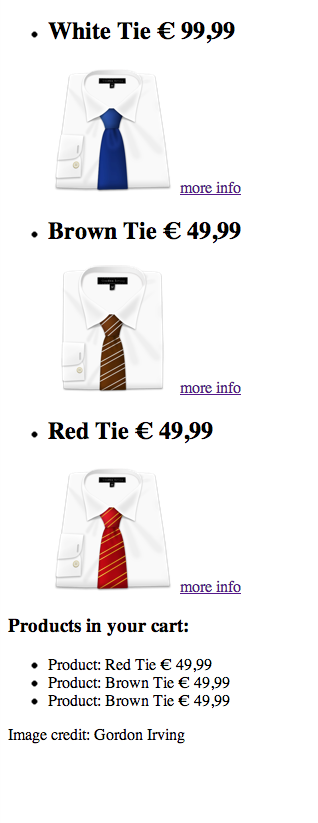 White Tie € 99,99
more info
Brown Tie € 49,99
more info
Red Tie € 49,99
more info
Products in your cart:
Product: Red Tie € 49,99
Product: Brown Tie € 49,99
Product: Brown Tie € 49,99
Image credit: Gordon Irving